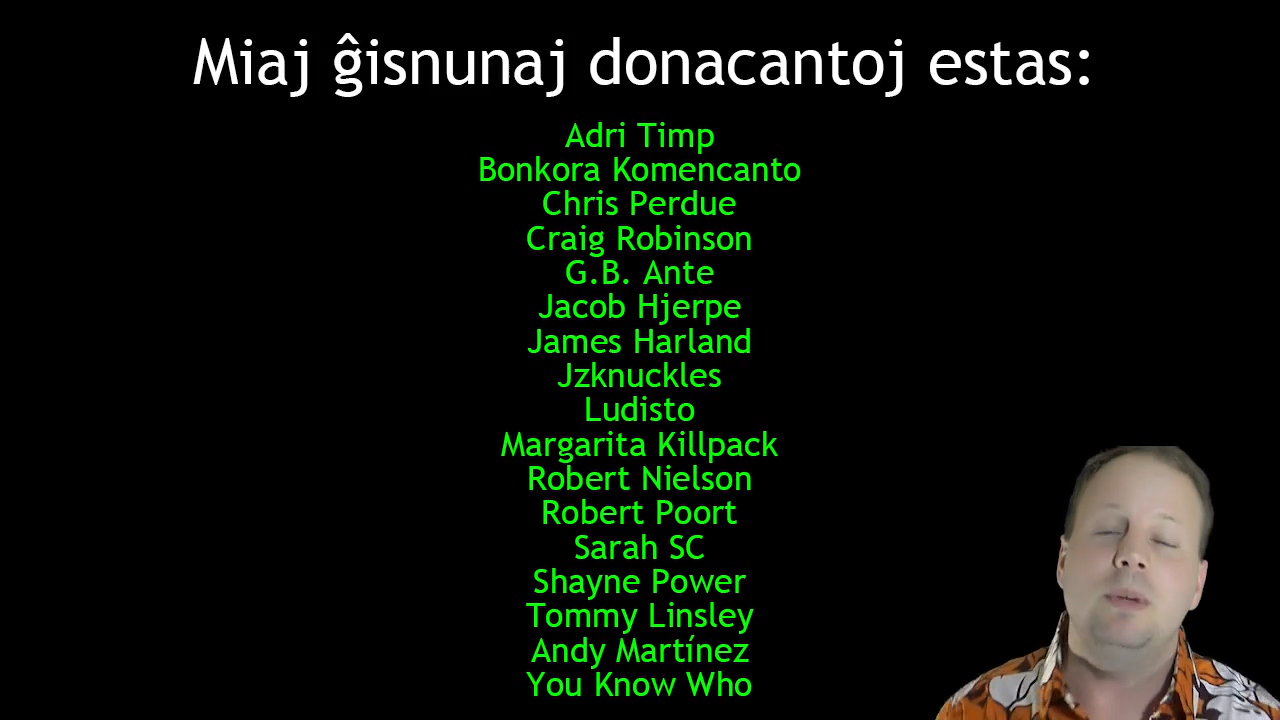 Miaj ĝisnunaj donacantoj estas:
Adri Timp
Bonkora Komencanto
Chris Perdue
Craig Robinson
G.B. Ante
Jacob Hjerpe
James Harland
Jzknuckles
Ludisto
Margarita Killpack
Robert Nielson
Robert Poort
Sarah SC
Shayne Power
Tommy Linsley
Andy Martínez
You Know Who